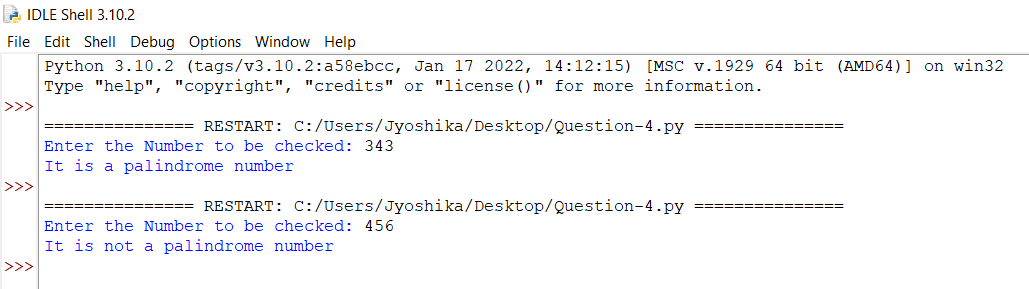 IDLE Shell 3.10.2
File Edit Shell Debug Options Window Help
Python 3.10.2 (tags/v3.10.2:a58ebcc, Jan 17 2022, 14:12:15) [MSC v.1929 64 bit (AMD64)] on win32
Type "help", "copyright", "credits" or "license()" for more information.
>>>
=============== RESTART: C:/Users/Jyoshika/Desktop/Question-4.py ===============
Enter the Number to be checked: 343
It is a palindrome number
>>>
=============== RESTART: C:/Users/Jyoshika/Desktop/Question-4.py ===============
Enter the Number to be checked: 456
It is not a palindrome number
>>>